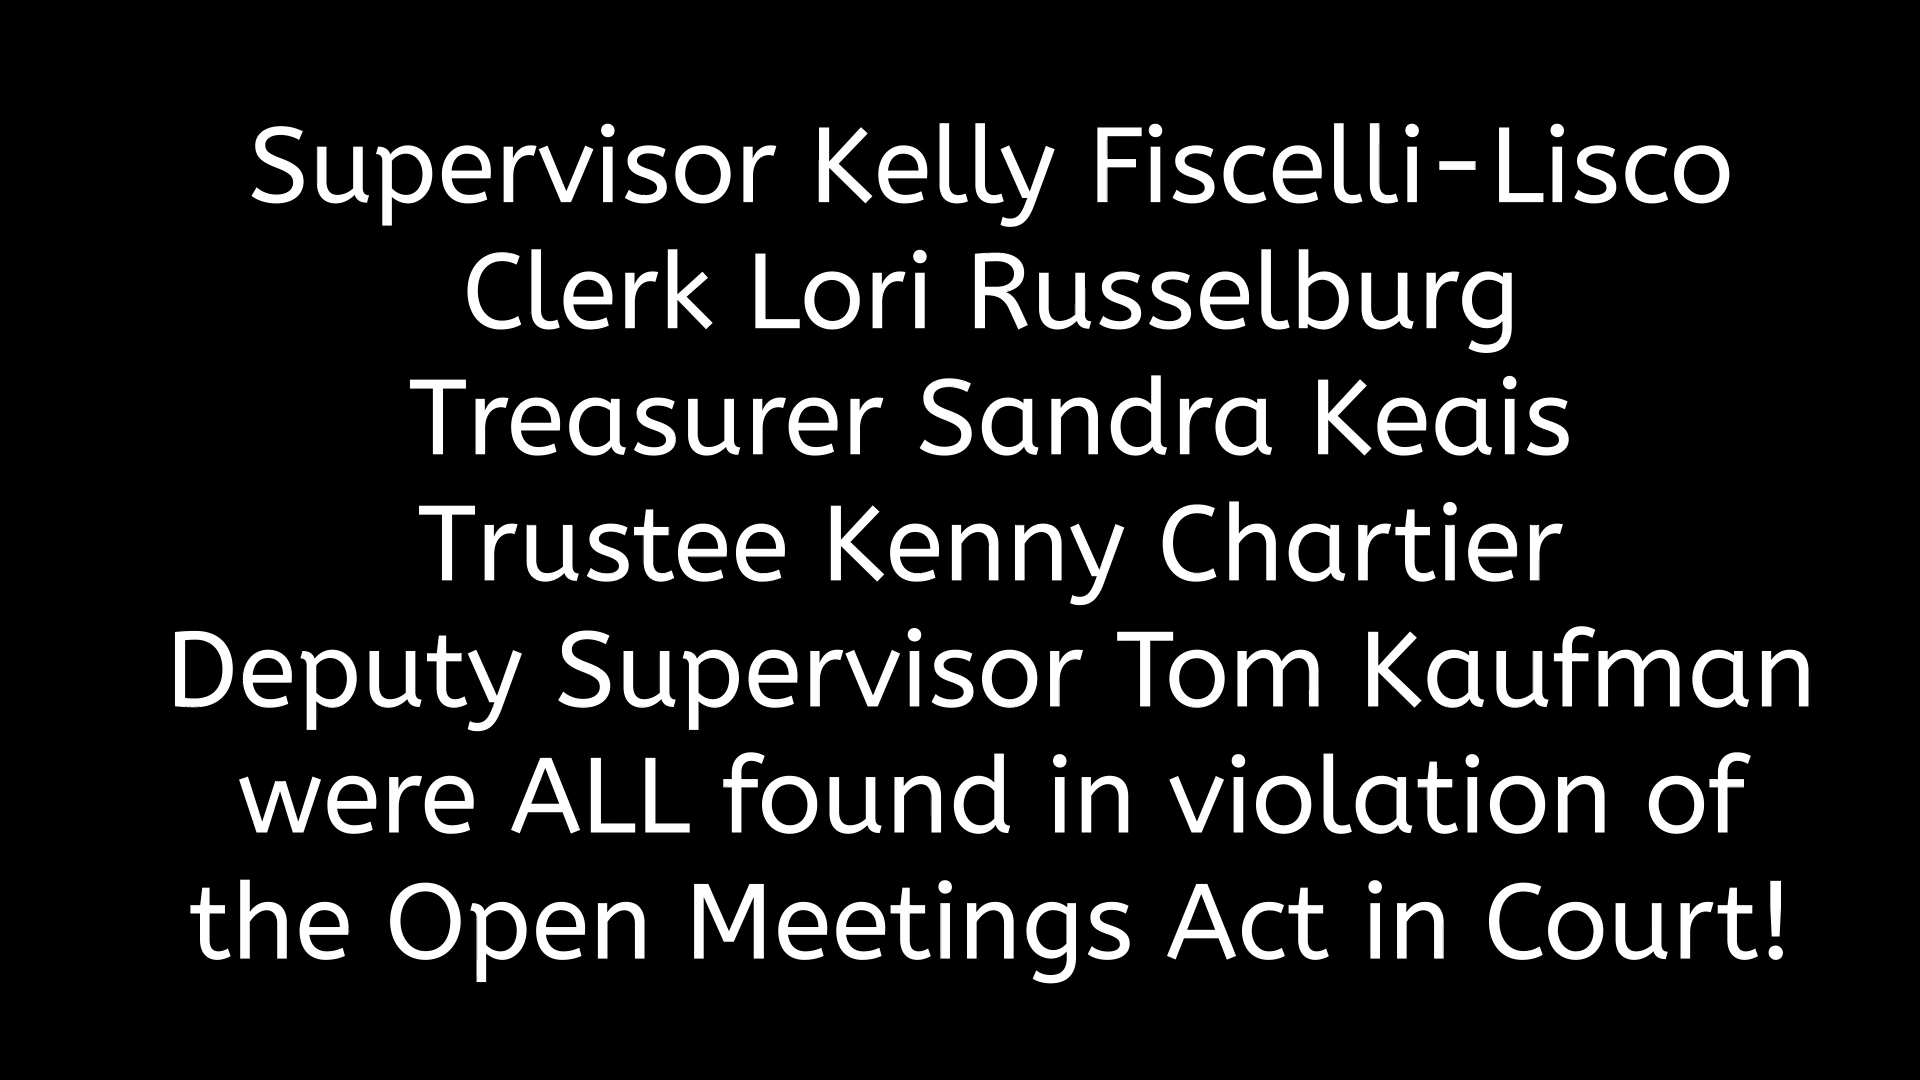 Supervisor Kelly Fiscelli-Lisco
Clerk Lori Russelburg
Treasurer Sandra Keais
Trustee Kenny Chartier
Deputy Supervisor Tom Kaufman
were ALL found in violation of
the Open Meetings Act in Court!